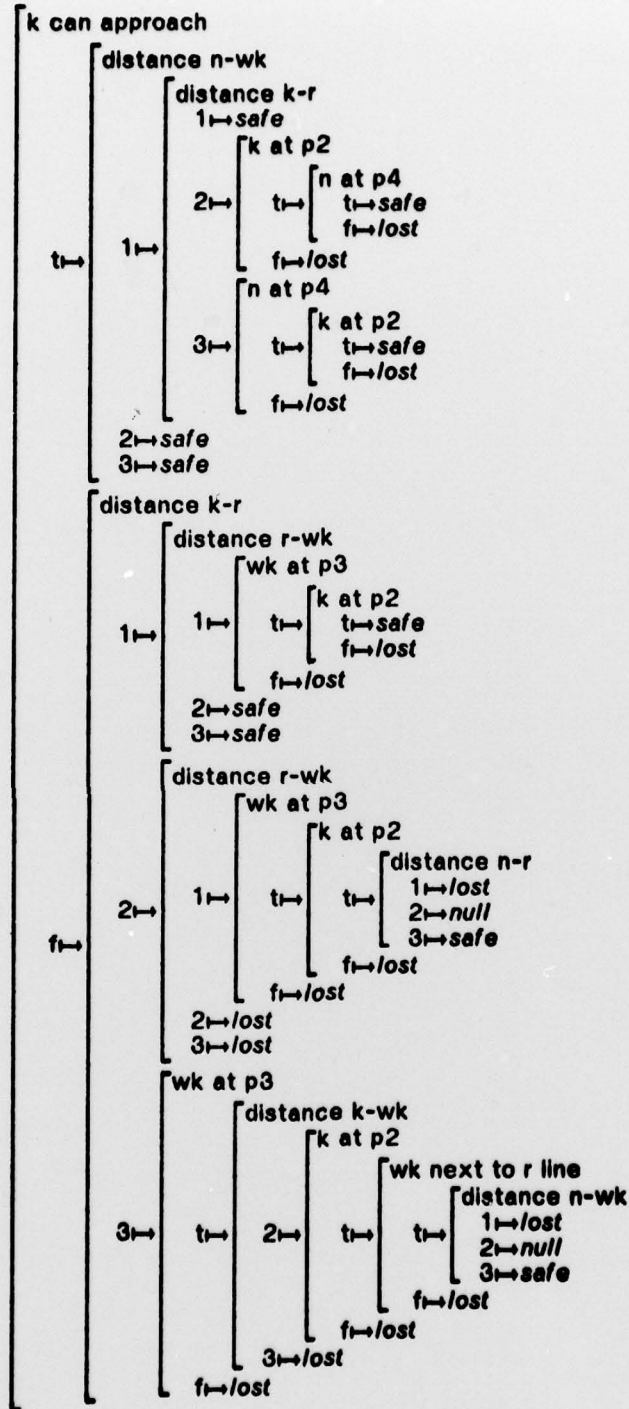 k can approach
distance n-wk
distance k-r
1↦safe
k at p2
n at p4
2↦ t↦ t↦safe
f↦lost
t↦ 1↦ f↦lost
n at p4
k at p2
3↦ t↦ t↦safe
f↦lost
f↦lost
2↦safe
3↦safe
distance k-r
distance r-wk
wk at p3
k at p2
1↦ 1↦ t↦ t↦safe
f↦lost
f↦lost
2↦safe
3↦safe
distance r-wk
wk at p3
k at p2
distance n-r
1↦lost
2↦ 1↦ t↦ t↦ 2↦null
3↦safe
f↦ f↦lost
f↦lost
2↦lost
3↦lost
wk at p3
distance k-wk
k at p2
wk next to r line
distance n-wk
1↦lost
3↦ t↦ 2↦ t↦ t↦ 2↦null
3↦safe
f↦lost
f↦lost
3↦lost
f↦lost